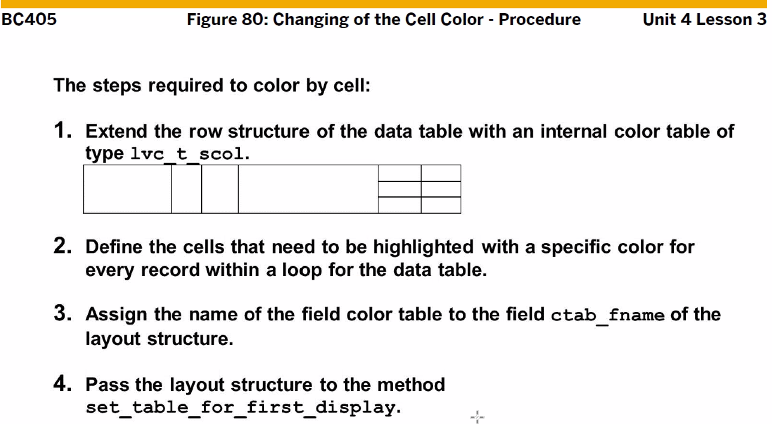 BC405 Figure 80: Changing of the Cell Color - Procedure Unit 4 Lesson 3
The steps required to color by cell:
1. Extend the row structure of the data table with an internal color table of
type lvc_t_scol.
2. Define the cells that need to be highlighted with a specific color for
every record within a loop for the data table.
3. Assign the name of the field color table to the field ctab_fname of the
layout structure.
4. Pass the layout structure to the method
set_table_for_first_display.